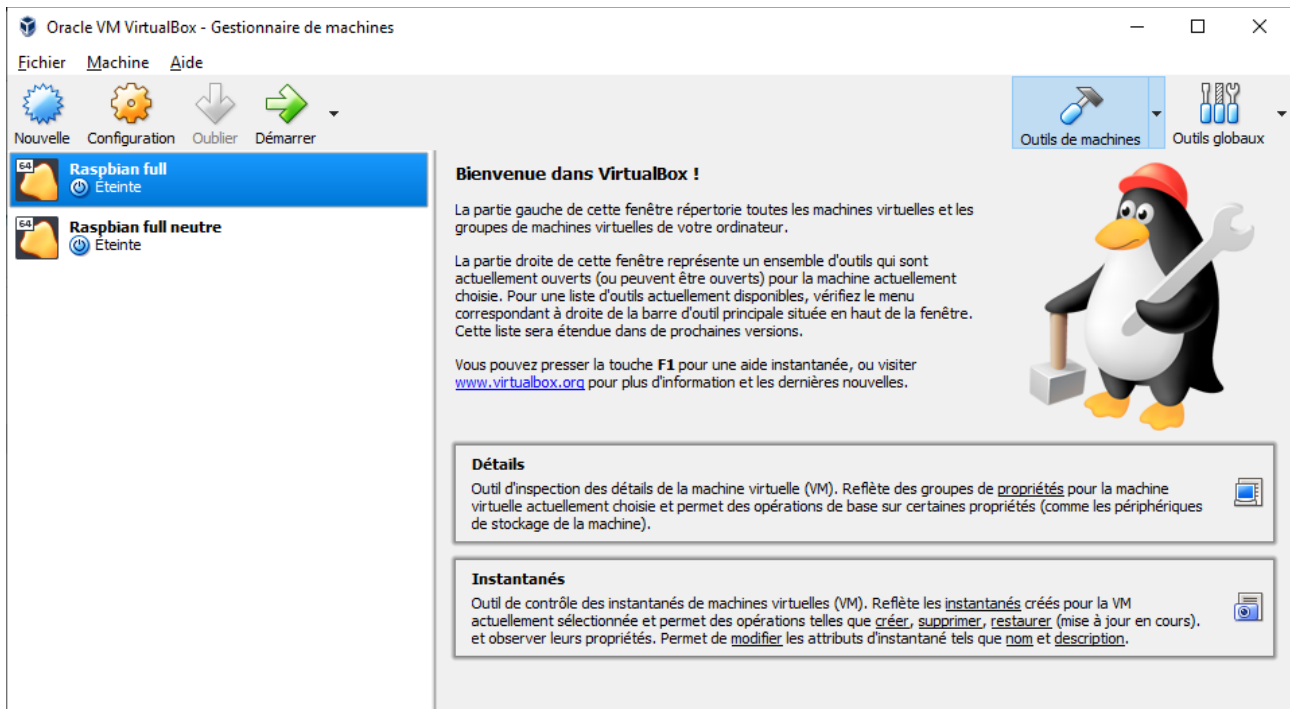 Oracle VM VirtualBox - Gestionnaire de machines
Fichier Machine Aide
Nouvelle Configuration Oublier Démarrer
Outils de machines Outils globaux
64 Raspbian full
Éteinte
64 Raspbian full neutre
Éteinte
Bienvenue dans VirtualBox !
La partie gauche de cette fenêtre répertorie toutes les machines virtuelles et les
groupes de machines virtuelles de votre ordinateur.
La partie droite de cette fenêtre représente un ensemble d'outils qui sont
actuellement ouverts (ou peuvent être ouverts) pour la machine actuellement
choisie. Pour une liste d'outils actuellement disponibles, vérifiez le menu
correspondant à droite de la barre d'outil principale située en haut de la fenêtre.
Cette liste sera étendue dans de prochaines versions.
Vous pouvez presser la touche F1 pour une aide instantanée, ou visiter
www.virtualbox.org pour plus d'information et les dernières nouvelles.
Détails
Outil d'inspection des détails de la machine virtuelle (VM). Reflète des groupes de propriétés pour la machine
virtuelle actuellement choisie et permet des opérations de base sur certaines propriétés (comme les périphériques
de stockage de la machine).
Instantanés
Outil de contrôle des instantanés de machines virtuelles (VM). Reflète les instantanés créés pour la VM
actuellement sélectionnée et permet des opérations telles que créer, supprimer, restaurer (mise à jour en cours).
et observer leurs propriétés. Permet de modifier les attributs d'instantané tels que nom et description.